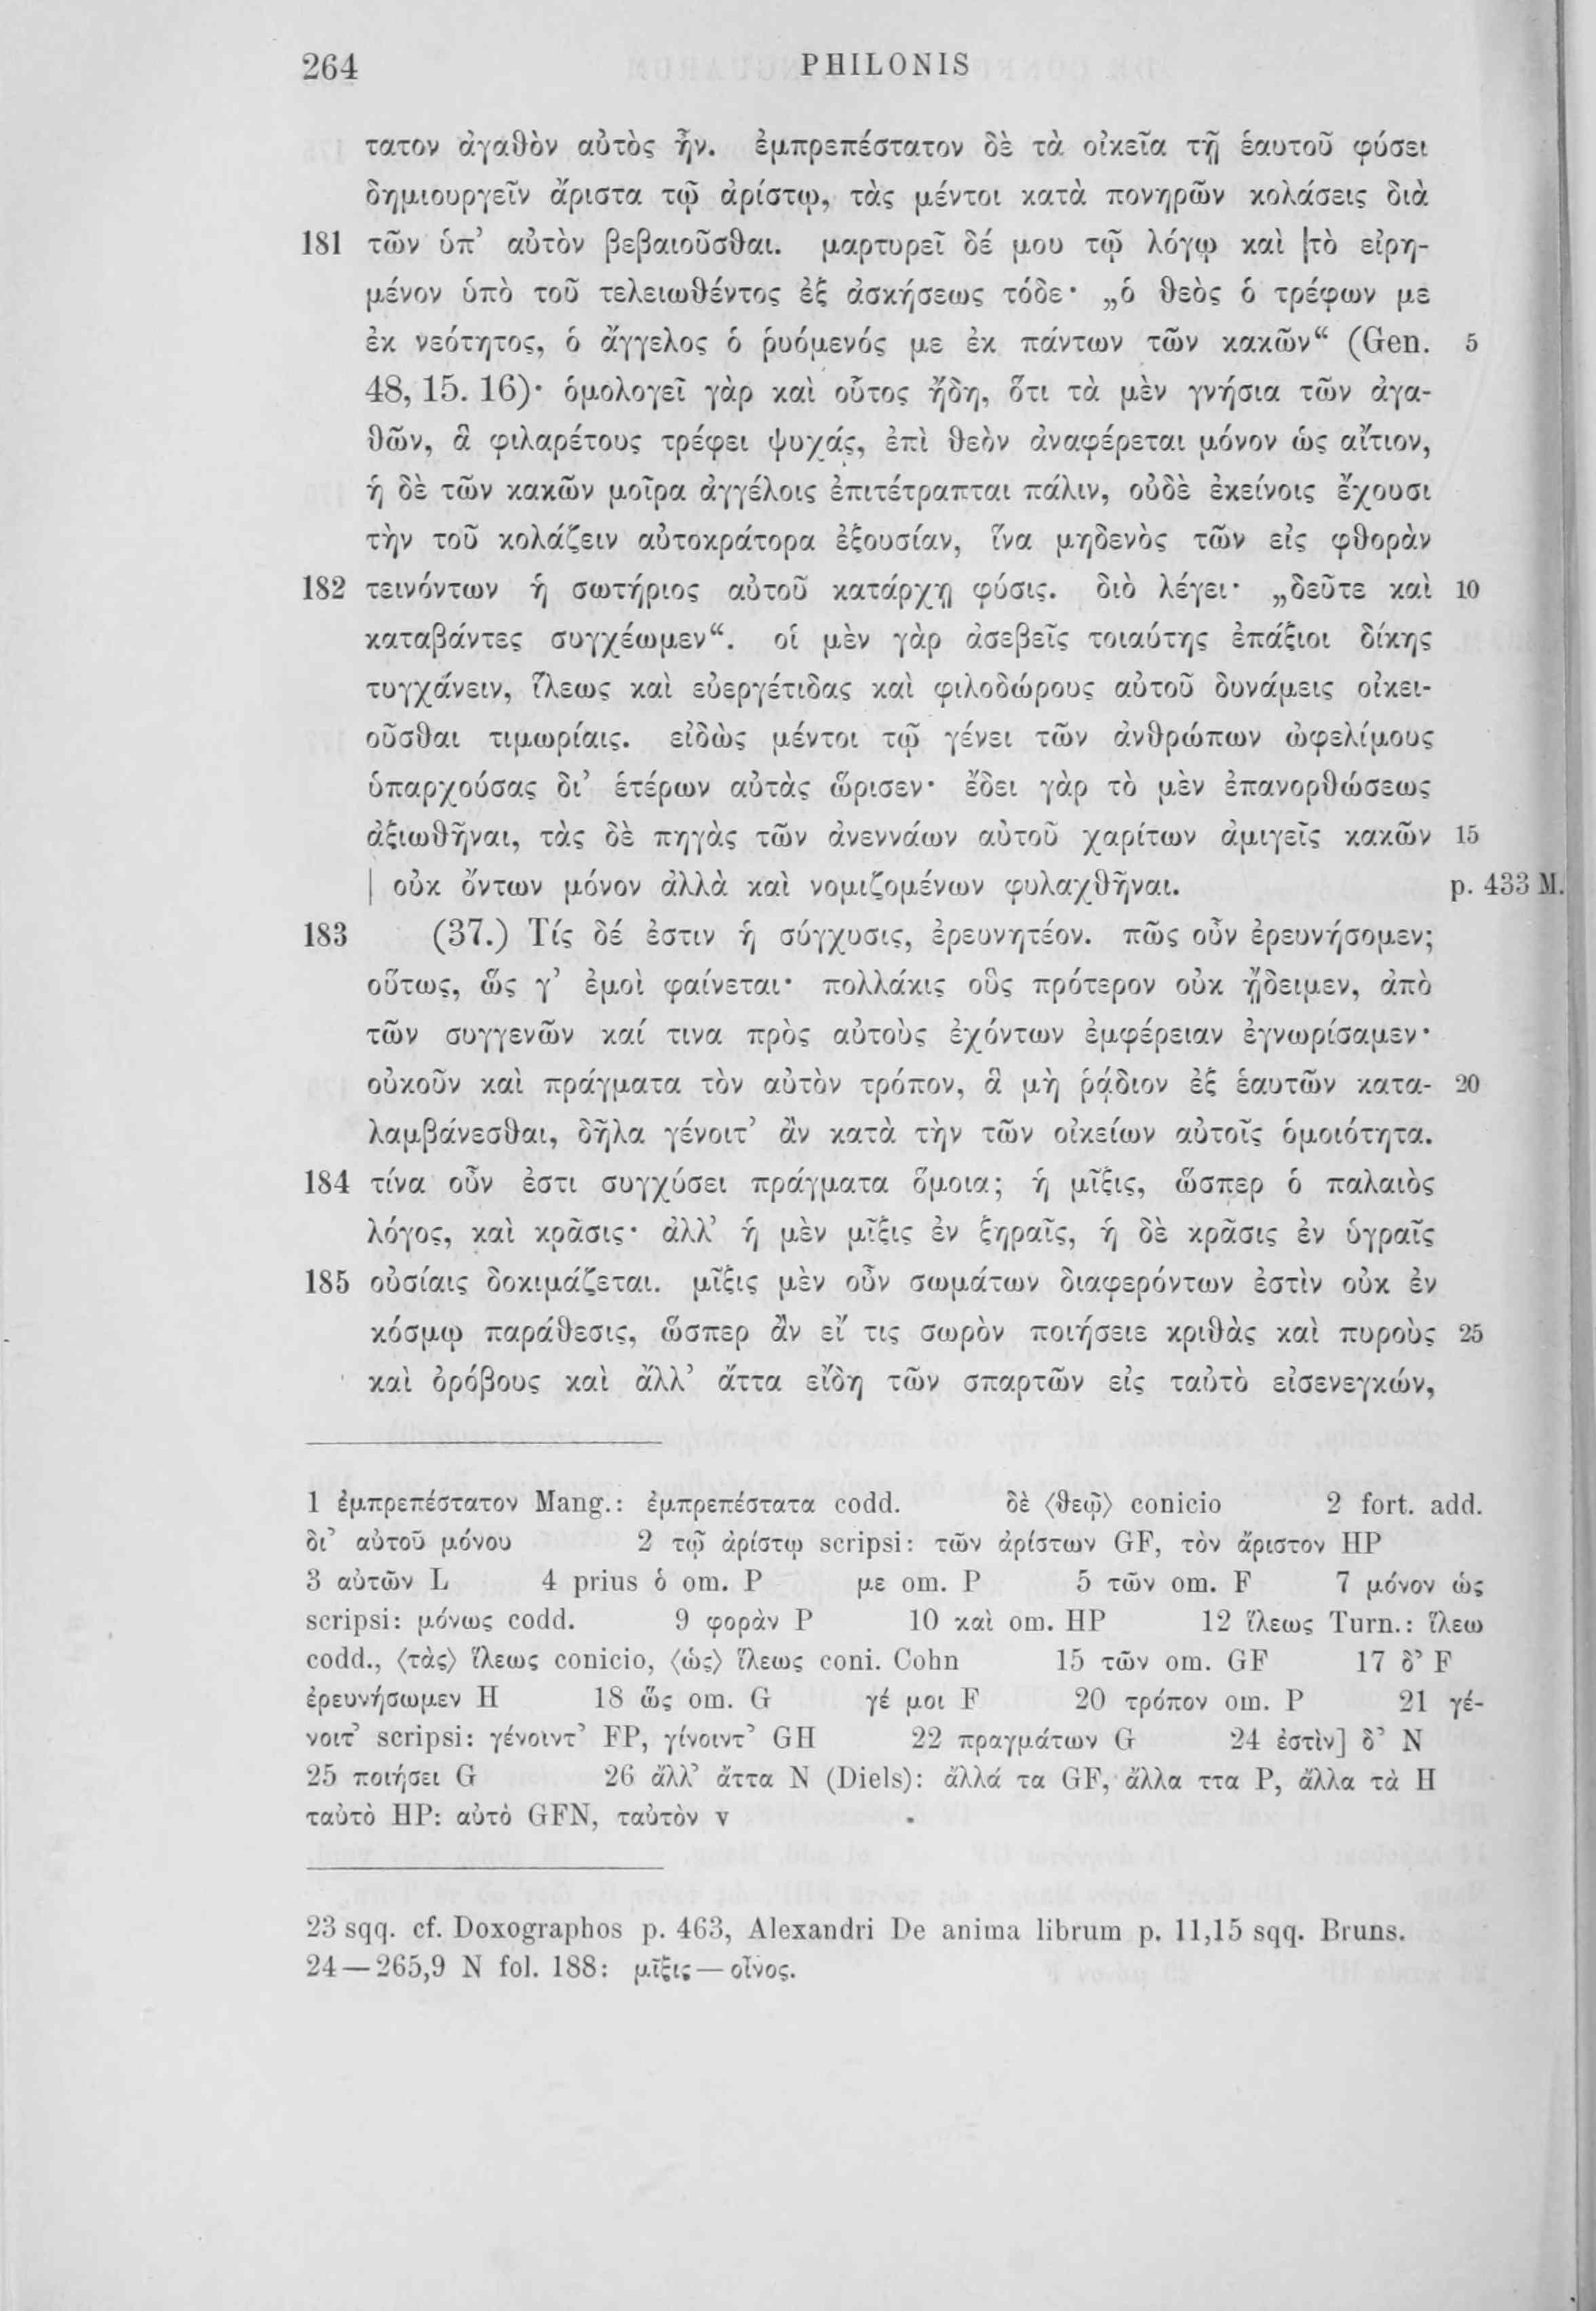 264 PHILONIS
τατον ἀγαθὸν αὐτὸς ἦν. ἐμπρεπέστατον δὲ τὰ οἰκεῖα τῇ ἑαυτοῦ φύσει
δημιουργεῖν ἄριστα τῷ ἀρίστῳ, τὰς μέντοι κατὰ πονηρῶν κολάσεις διὰ
181 τῶν ὑπ’ αὐτὸν βεβαιοῦσθαι. μαρτυρεῖ δέ μου τῷ λόγῳ καὶ |τὸ εἰρη-
μένον ὑπὸ τοῦ τελειωθέντος ἐξ ἀσκήσεως τόδε· „ὁ θεὸς ὁ τρέφων με
ἐκ νεότητος, ὁ ἄγγελος ὁ ῥυόμενός με ἐκ πάντων τῶν κακῶν“ (Gen. 5
48, 15. 16)· ὁμολογεῖ γὰρ καὶ οὗτος ἤδη, ὅτι τὰ μὲν γνήσια τῶν ἀγα-
θῶν, ἃ φιλαρέτους τρέφει ψυχάς, ἐπὶ θεὸν ἀναφέρεται μόνον ὡς αἴτιον,
ἡ δὲ τῶν κακῶν μοῖρα ἀγγέλοις ἐπιτέτραπται πάλιν, οὐδὲ ἐκείνοις ἔχουσι
τὴν τοῦ κολάζειν αὐτοκράτορα ἐξουσίαν, ἵνα μηδενὸς τῶν εἰς φθορὰν
182 τεινόντων ἡ σωτήριος αὐτοῦ κατάρχῃ φύσις. διὸ λέγει· „δεῦτε καὶ 10
καταβάντες συγχέωμεν“. οἱ μὲν γὰρ ἀσεβεῖς τοιαύτης ἐπάξιοι δίκης
τυγχάνειν, ἵλεως καὶ εὐεργέτιδας καὶ φιλοδώρους αὐτοῦ δυνάμεις οἰκει-
οῦσθαι τιμωρίαις. εἰδὼς μέντοι τῷ γένει τῶν ἀνθρώπων ὠφελίμους
ὑπαρχούσας δι’ ἑτέρων αὐτὰς ὥρισεν· ἔδει γὰρ τὸ μὲν ἐπανορθώσεως
ἀξιωθῆναι, τὰς δὲ πηγὰς τῶν ἀεννάων αὐτοῦ χαρίτων ἀμιγεῖς κακῶν 15
| οὐκ ὄντων μόνον ἀλλὰ καὶ νομιζομένων φυλαχθῆναι. p. 433 M.
183 (37.) Τίς δέ ἐστιν ἡ σύγχυσις, ἐρευνητέον. πῶς οὖν ἐρευνήσομεν;
οὕτως, ὥς γ’ ἐμοὶ φαίνεται· πολλάκις οὓς πρότερον οὐκ ᾔδειμεν, ἀπὸ
τῶν συγγενῶν καί τινα πρὸς αὐτοὺς ἐχόντων ἐμφέρειαν ἐγνωρίσαμεν·
οὐκοῦν καὶ πράγματα τὸν αὐτὸν τρόπον, ἃ μὴ ῥᾴδιον ἐξ ἑαυτῶν κατα- 20
λαμβάνεσθαι, δῆλα γένοιτ’ ἂν κατὰ τὴν τῶν οἰκείων αὐτοῖς ὁμοιότητα.
184 τίνα οὖν ἐστι συγχύσει πράγματα ὅμοια; ἡ μῖξις, ὥσπερ ὁ παλαιὸς
λόγος, καὶ κρᾶσις· ἀλλ’ ἡ μὲν μῖξις ἐν ξηραῖς, ἡ δὲ κρᾶσις ἐν ὑγραῖς
185 οὐσίαις δοκιμάζεται. μῖξις μὲν οὖν σωμάτων διαφερόντων ἐστὶν οὐκ ἐν
κόσμῳ παράθεσις, ὥσπερ ἂν εἴ τις σωρὸν ποιήσειε κριθὰς καὶ πυροὺς 25
καὶ ὀρόβους καὶ ἄλλ’ ἄττα εἴδη τῶν σπαρτῶν εἰς ταὐτὸ εἰσενεγκών,
1 ἐμπρεπέστατον Mang.: ἐμπρεπέστατα codd. δὲ ⟨θεῷ⟩ conicio 2 fort. add.
δι’ αὐτοῦ μόνου 2 τῷ ἀρίστῳ scripsi: τῶν ἀρίστων GF, τὸν ἄριστον HP
3 αὐτῶν L 4 prius ὁ om. P με om. P 5 τῶν om. F 7 μόνον ὡς
scripsi: μόνως codd. 9 φορὰν P 10 καὶ om. HP 12 ἵλεως Turn.: ἵλεω
codd., ⟨τὰς⟩ ἵλεως conicio, ⟨ὡς⟩ ἵλεως coni. Cohn 15 τῶν om. GF 17 δ’ F
ἐρευνήσωμεν H 18 ὥς om. G γέ μοι F 20 τρόπον om. P 21 γέ-
νοιτ’ scripsi: γένοιντ’ FP, γίνοιντ’ GH 22 πραγμάτων G 24 ἐστὶν] δ’ N
25 ποιήσει G 26 ἄλλ’ ἄττα N (Diels): ἄλλά τα GF, ἄλλα ττα P, ἄλλα τὰ H
ταὐτὸ HP: αὐτὸ GFN, ταὐτὸν v
23 sqq. cf. Doxographos p. 463, Alexandri De anima librum p. 11,15 sqq. Bruns.
24—265,9 N fol. 188: μῖξις—οἶνος.